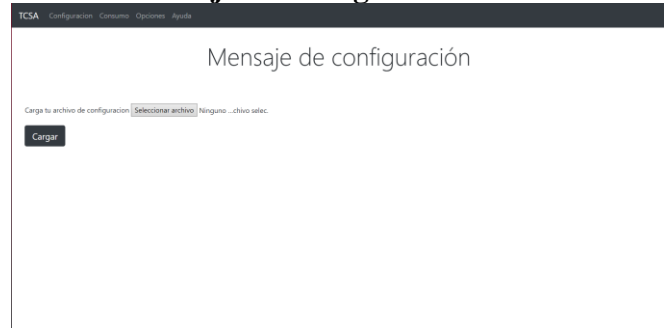 TCSA Configuracion Consumo Opciones Ayuda
Mensaje de configuración
Carga tu archivo de configuracion Seleccionar archivo Ninguno ...chivo selec.
Cargar